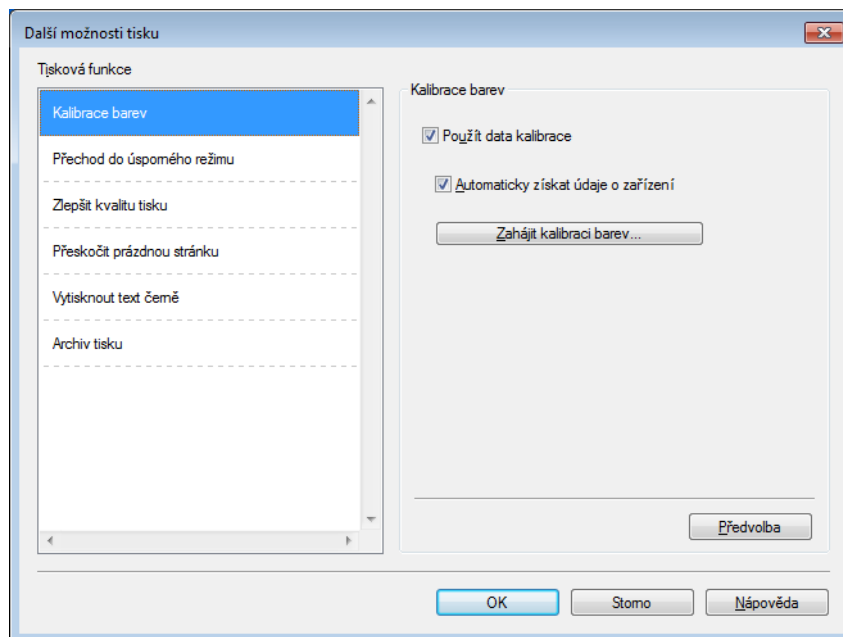 Další možnosti tisku
Tisková funkce
Kalibrace barev
Přechod do úsporného režimu
Zlepšit kvalitu tisku
Přeskočit prázdnou stránku
Vytisknout text černě
Archiv tisku
Kalibrace barev
Použít data kalibrace
Automaticky získat údaje o zařízení
Zahájit kalibraci barev...
Předvolba
OK
Storno
Nápověda